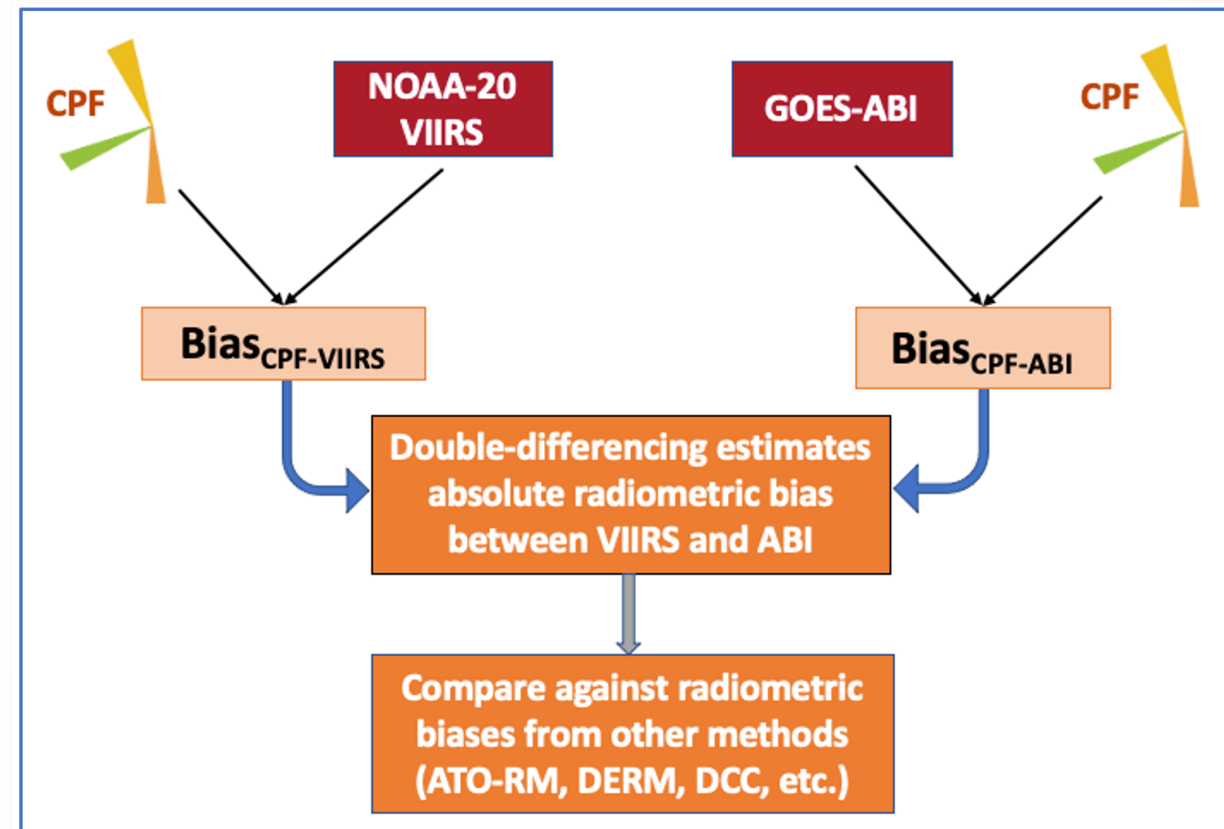 CPF
NOAA-20
VIIRS
GOES-ABI
CPF
BiasCPF-VIIRS
BiasCPF-ABI
Double-differencing estimates
absolute radiometric bias
between VIIRS and ABI
Compare against radiometric
biases from other methods
(ATO-RM, DERM, DCC, etc.)